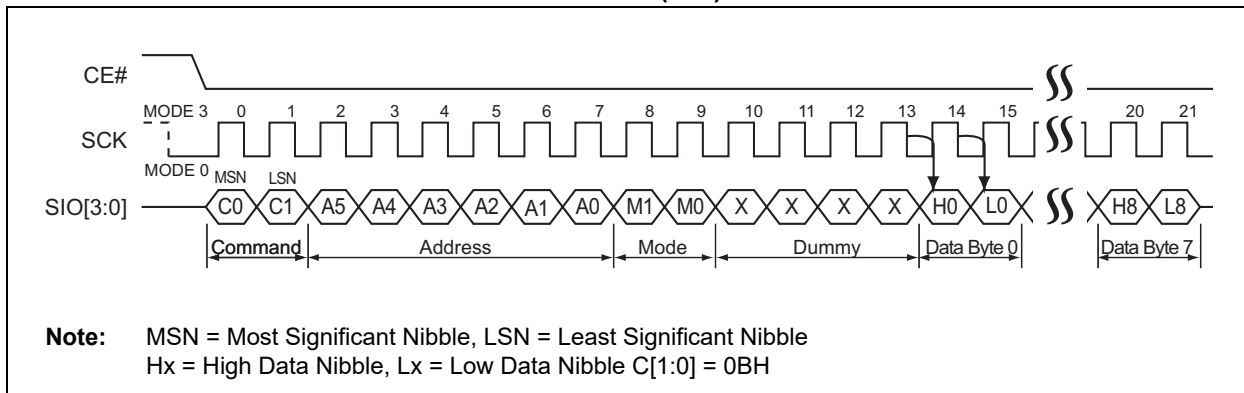 CE#
MODE 3 0 1 2 3 4 5 6 7 8 9 10 11 12 13 14 15 20 21
SCK
MODE 0
MSN LSN
SIO[3:0] C0 C1 A5 A4 A3 A2 A1 A0 M1 M0 X X X X H0 L0 H8 L8
Command Address Mode Dummy Data Byte 0 Data Byte 7
Note: MSN = Most Significant Nibble, LSN = Least Significant Nibble
Hx = High Data Nibble, Lx = Low Data Nibble C[1:0] = 0BH